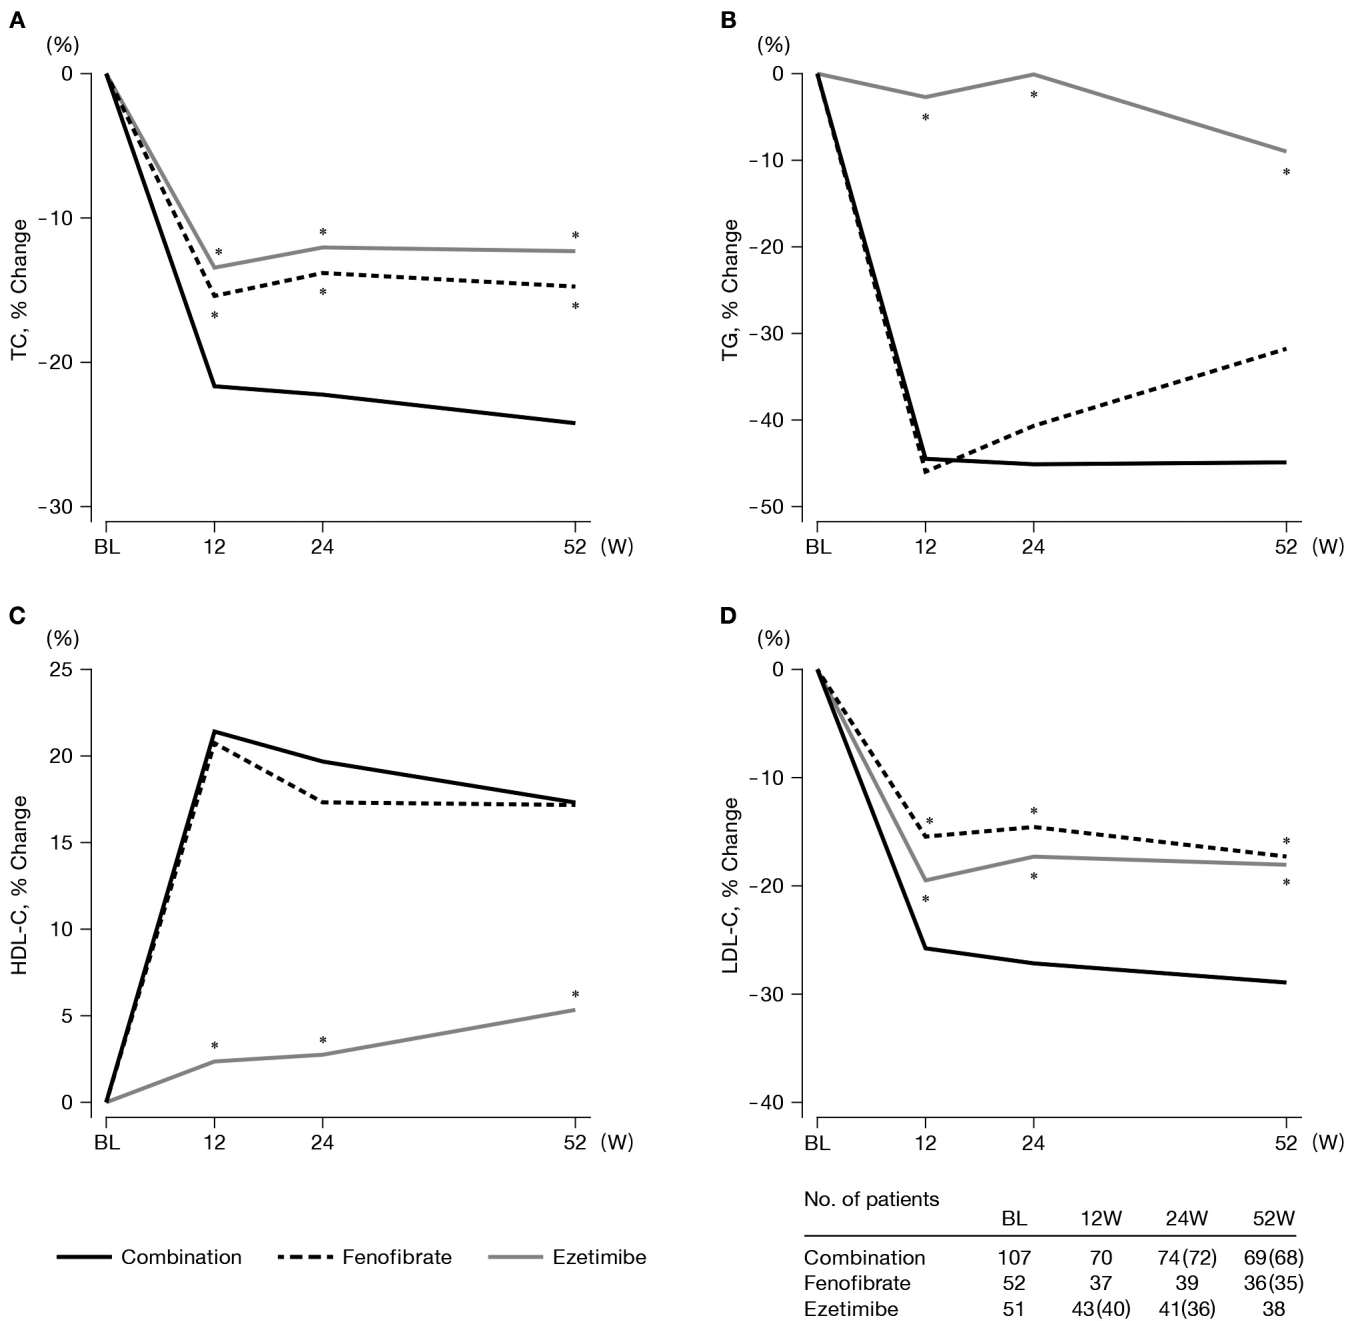 A
(%)
0
−10
−20
−30
TC, % Change
*
*
*
*
*
*
BL 12 24 52 (W)
B
(%)
0
−10
−20
−30
−40
−50
TG, % Change
*
*
*
BL 12 24 52 (W)
C
(%)
25
20
15
10
5
0
HDL-C, % Change
*
*
*
BL 12 24 52 (W)
D
(%)
0
−10
−20
−30
−40
LDL-C, % Change
*
*
*
*
*
*
BL 12 24 52 (W)
Combination Fenofibrate Ezetimibe
No. of patients
BL 12W 24W 52W
Combination 107 70 74(72) 69(68)
Fenofibrate 52 37 39 36(35)
Ezetimibe 51 43(40) 41(36) 38